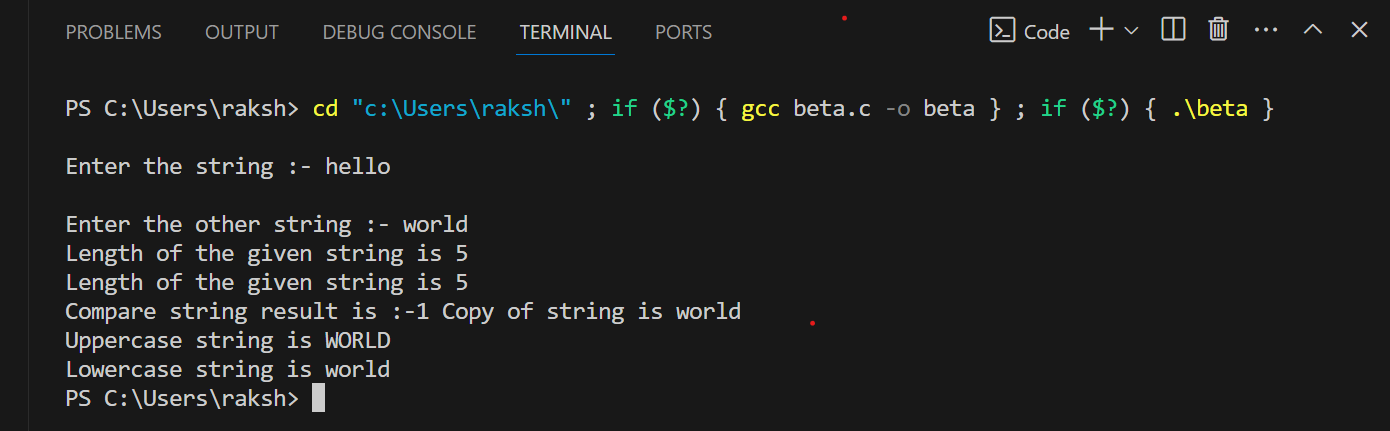 PROBLEMS OUTPUT DEBUG CONSOLE TERMINAL PORTS Code
PS C:\Users\raksh> cd "c:\Users\raksh\" ; if ($?) { gcc beta.c -o beta } ; if ($?) { .\beta }
Enter the string :- hello
Enter the other string :- world
Length of the given string is 5
Length of the given string is 5
Compare string result is :-1 Copy of string is world
Uppercase string is WORLD
Lowercase string is world
PS C:\Users\raksh>